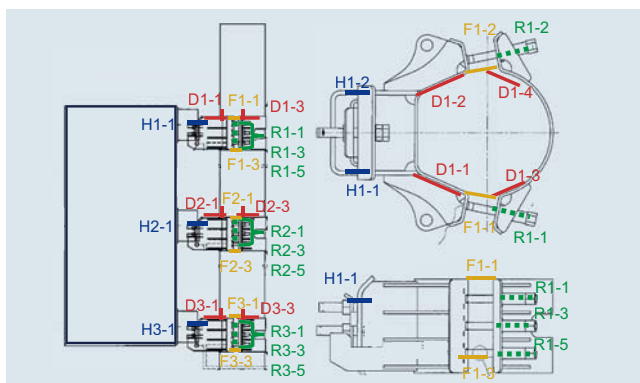 D1-1 F1-1 D1-3
H1-1
R1-1
F1-3 R1-3
R1-5
D2-1 F2-1 D2-3
H2-1
R2-1
R2-3
F2-3
R2-5
D3-1 F3-1 D3-3
H3-1
R3-1
R3-3
F3-3
R3-5
F1-2 R1-2
H1-2
D1-2 D1-4
D1-1 D1-3
H1-1
F1-1 R1-1
F1-1
H1-1
R1-1
R1-3
R1-5
F1-3